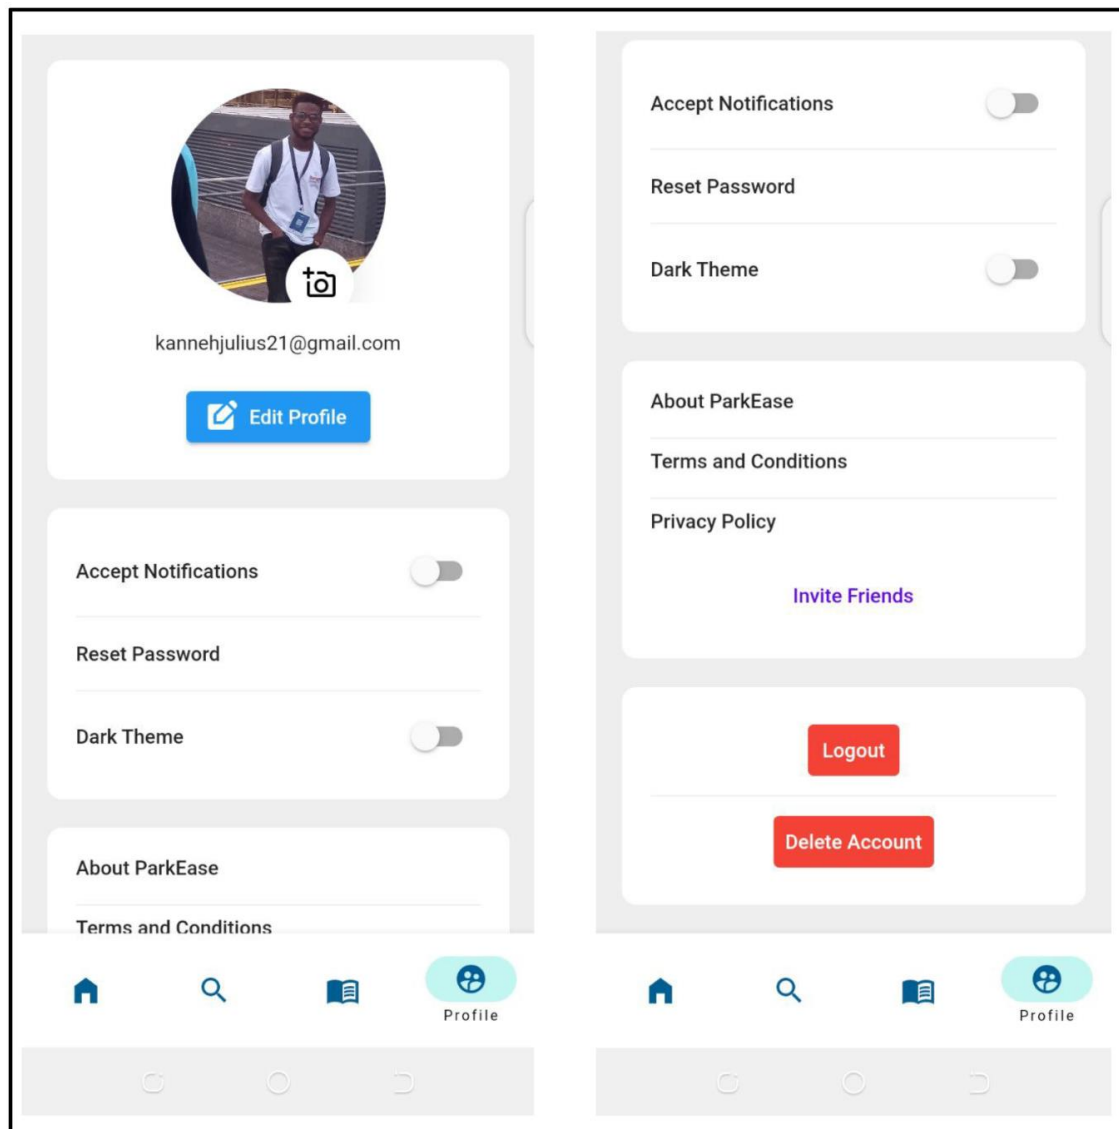 kannehjulius21@gmail.com
Edit Profile
Accept Notifications
Reset Password
Dark Theme
About ParkEase
Terms and Conditions
Profile
Accept Notifications
Reset Password
Dark Theme
About ParkEase
Terms and Conditions
Privacy Policy
Invite Friends
Logout
Delete Account
Profile